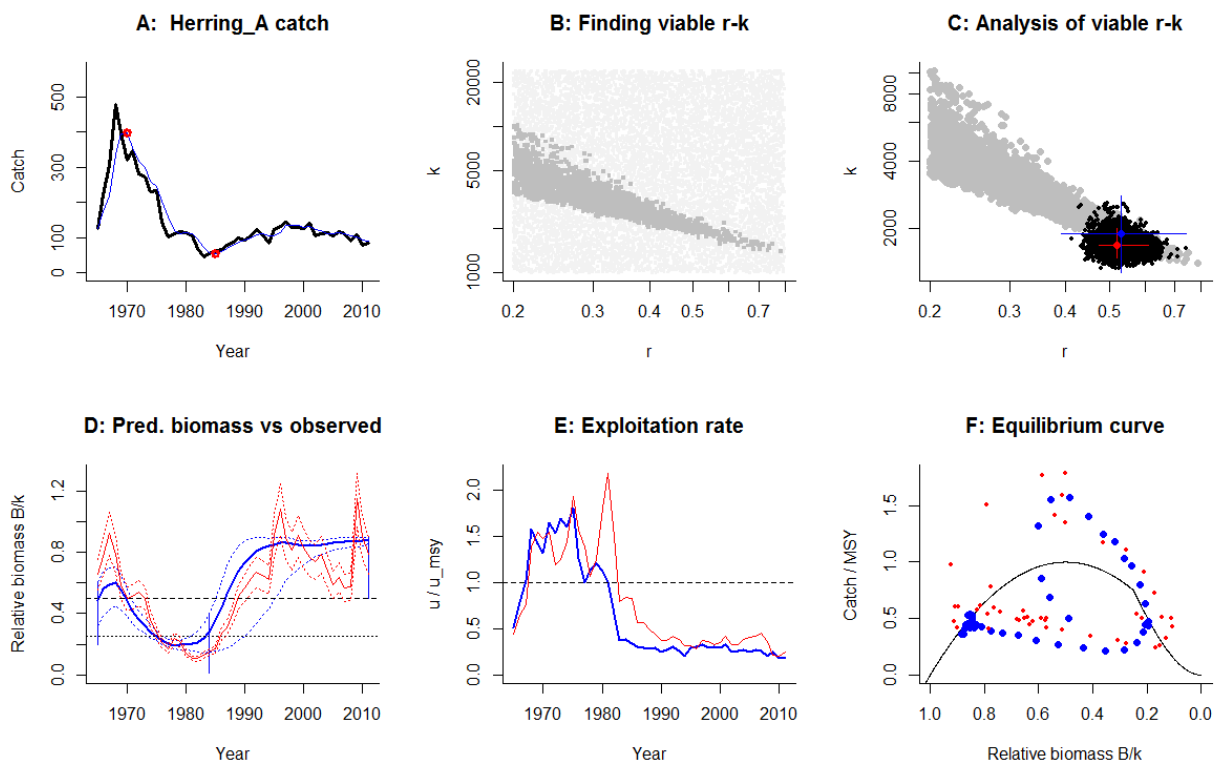 A:  Herring_A catch
Catch
0 100 300 500
1970 1980 1990 2000 2010
Year
B: Finding viable r-k
k
1000 5000 20000
0.2 0.3 0.4 0.5 0.7
r
C: Analysis of viable r-k
k
2000 4000 8000
0.2 0.3 0.4 0.5 0.7
r
D: Pred. biomass vs observed
Relative biomass B/k
0.0 0.4 0.8 1.2
1970 1980 1990 2000 2010
Year
E: Exploitation rate
u / u_msy
0.0 0.5 1.0 1.5 2.0
1970 1980 1990 2000 2010
Year
F: Equilibrium curve
Catch / MSY
0.0 0.5 1.0 1.5
1.0 0.8 0.6 0.4 0.2 0.0
Relative biomass B/k